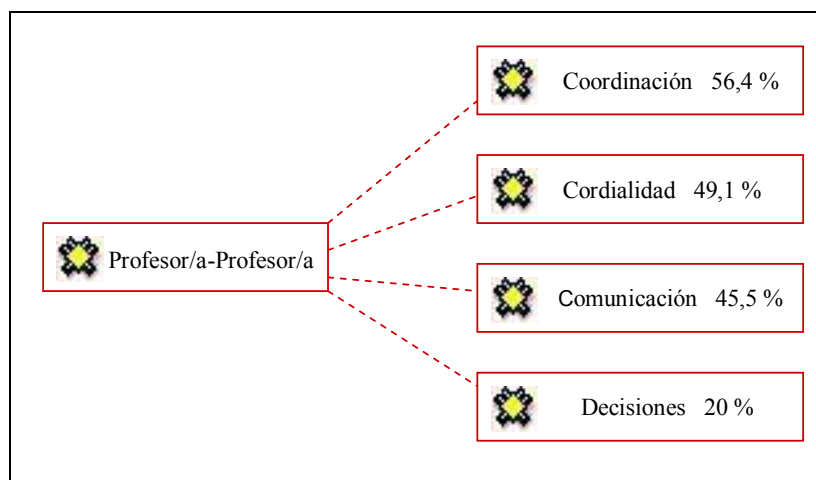 Coordinación 56,4 %
Cordialidad 49,1 %
Profesor/a-Profesor/a
Comunicación 45,5 %
Decisiones 20 %